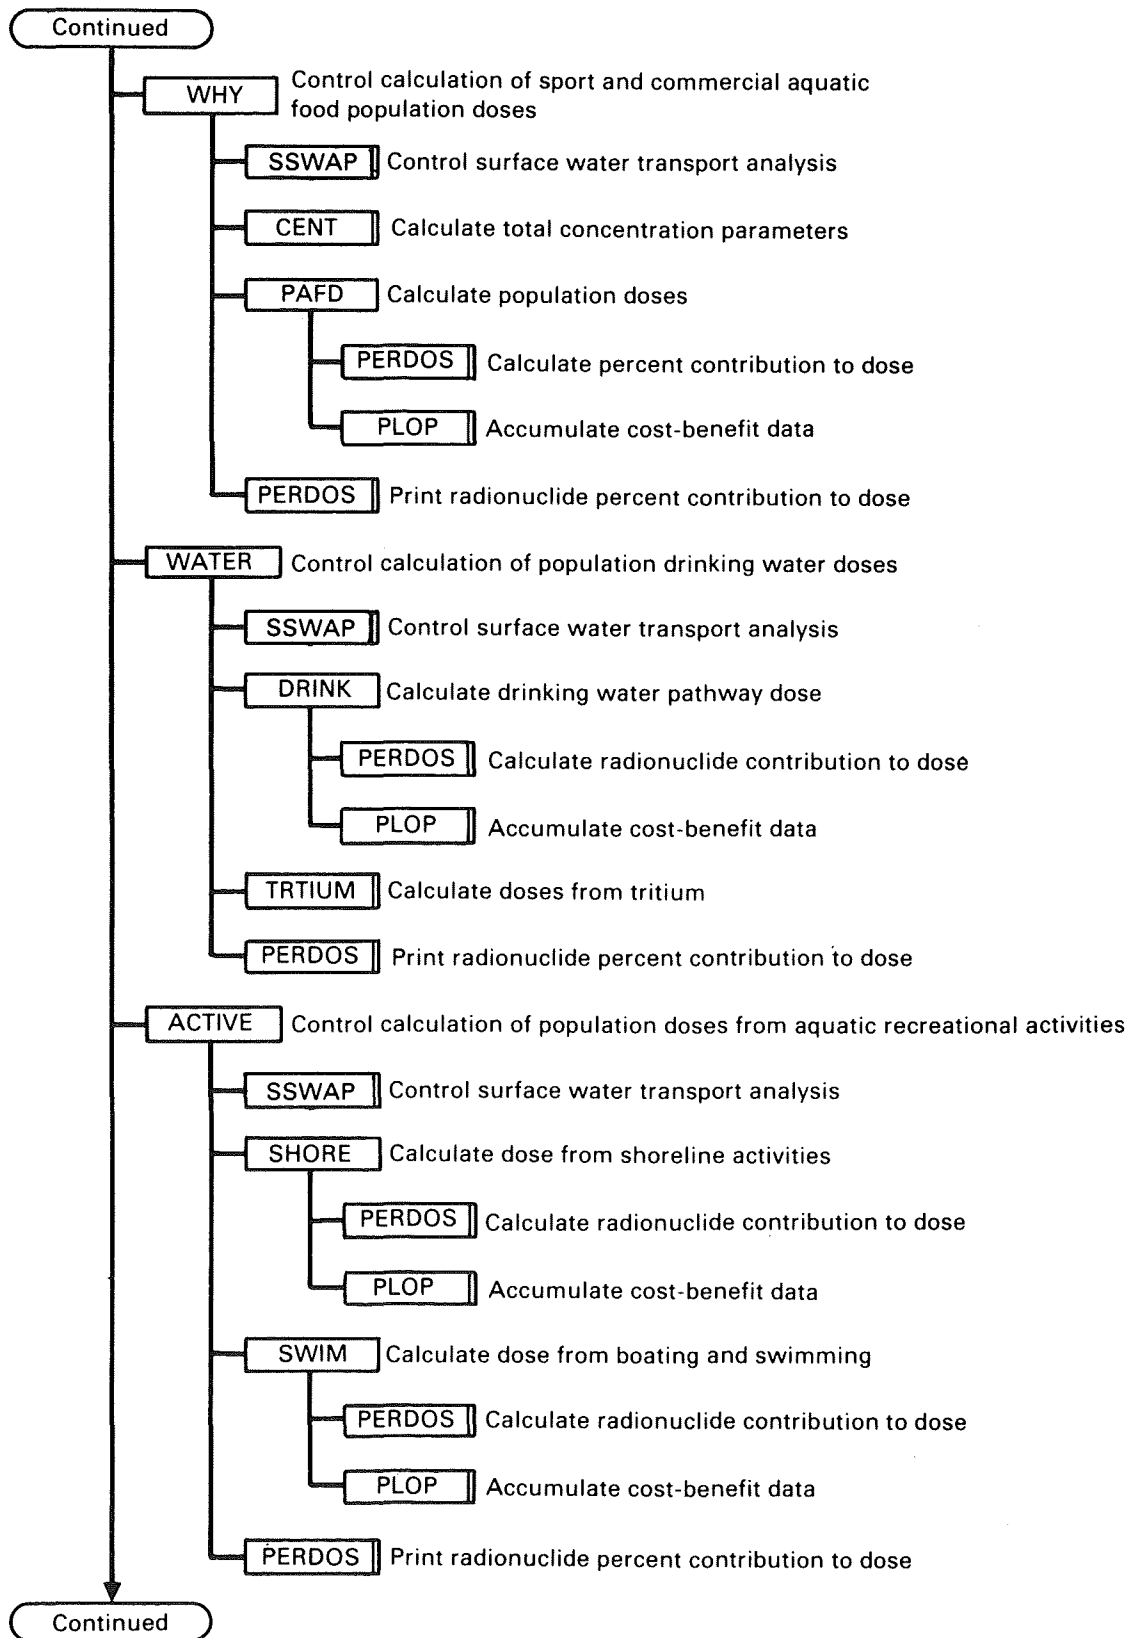 Continued
WHY
Control calculation of sport and commercial aquatic
food population doses
SSWAP Control surface water transport analysis
CENT Calculate total concentration parameters
PAFD Calculate population doses
PERDOS Calculate percent contribution to dose
PLOP Accumulate cost-benefit data
PERDOS Print radionuclide percent contribution to dose
WATER Control calculation of population drinking water doses
SSWAP Control surface water transport analysis
DRINK Calculate drinking water pathway dose
PERDOS Calculate radionuclide contribution to dose
PLOP Accumulate cost-benefit data
TRTIUM Calculate doses from tritium
PERDOS Print radionuclide percent contribution to dose
ACTIVE Control calculation of population doses from aquatic recreational activities
SSWAP Control surface water transport analysis
SHORE Calculate dose from shoreline activities
PERDOS Calculate radionuclide contribution to dose
PLOP Accumulate cost-benefit data
SWIM Calculate dose from boating and swimming
PERDOS Calculate radionuclide contribution to dose
PLOP Accumulate cost-benefit data
PERDOS Print radionuclide percent contribution to dose
Continued